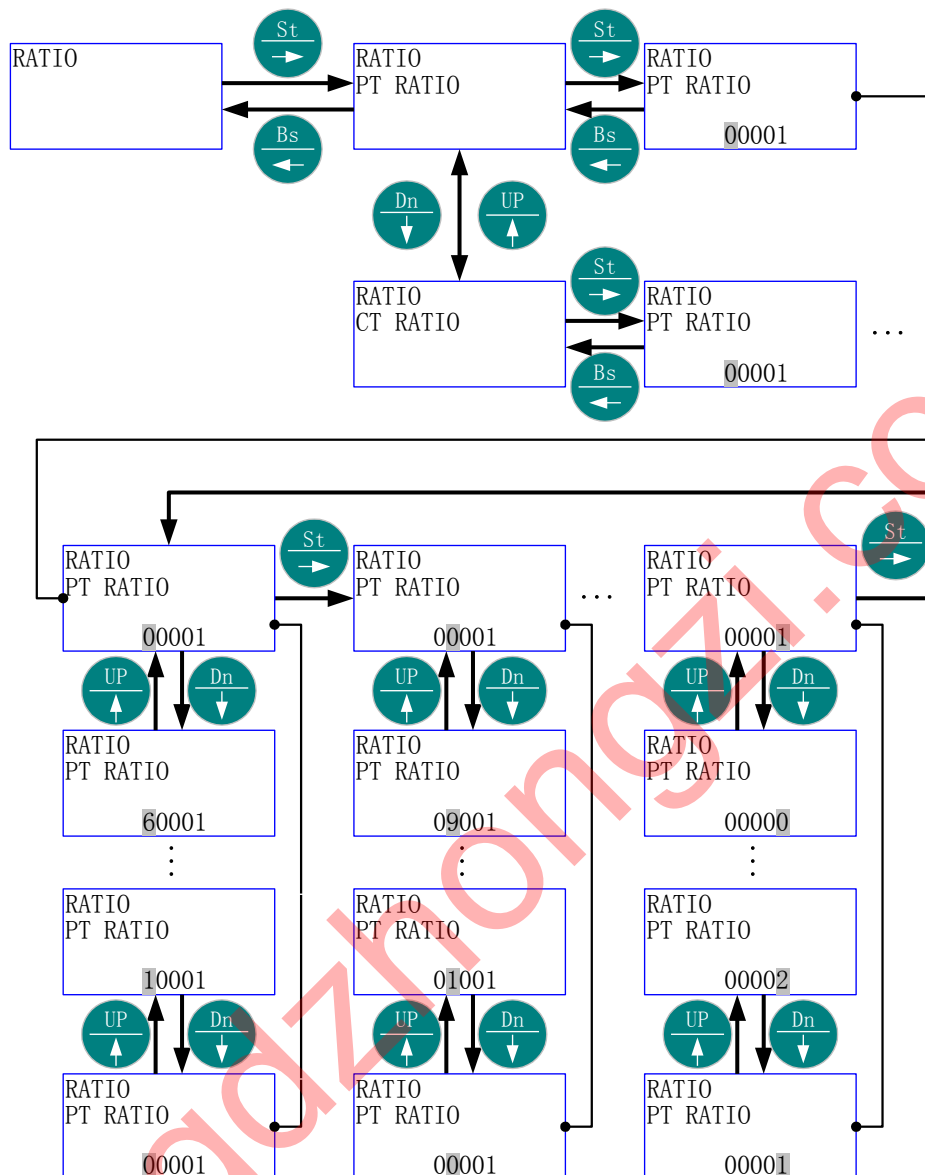 St
St
RATIO
RATIO
PT RATIO
RATIO
PT RATIO
00001
Bs
Bs
Dn
UP
St
RATIO
CT RATIO
RATIO
PT RATIO
00001
...
Bs
St
St
RATIO
PT RATIO
00001
RATIO
PT RATIO
00001
...
RATIO
PT RATIO
00001
UP
Dn
UP
Dn
UP
Dn
RATIO
PT RATIO
60001
RATIO
PT RATIO
09001
RATIO
PT RATIO
00000
RATIO
PT RATIO
10001
RATIO
PT RATIO
01001
RATIO
PT RATIO
00002
UP
Dn
UP
Dn
UP
Dn
RATIO
PT RATIO
00001
RATIO
PT RATIO
00001
RATIO
PT RATIO
00001
gdzhongzi.co